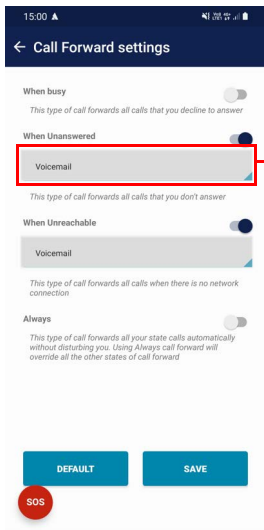 15:00
Call Forward settings
When busy
This type of call forwards all calls that you decline to answer
When Unanswered
Voicemail
This type of call forwards all calls that you don't answer
When Unreachable
Voicemail
This type of call forwards all calls when there is no network
connection
Always
This type of call forwards all your state calls automatically
without disturbing you. Using Always call forward will
override all the other states of call forward
DEFAULT
SAVE
SOS